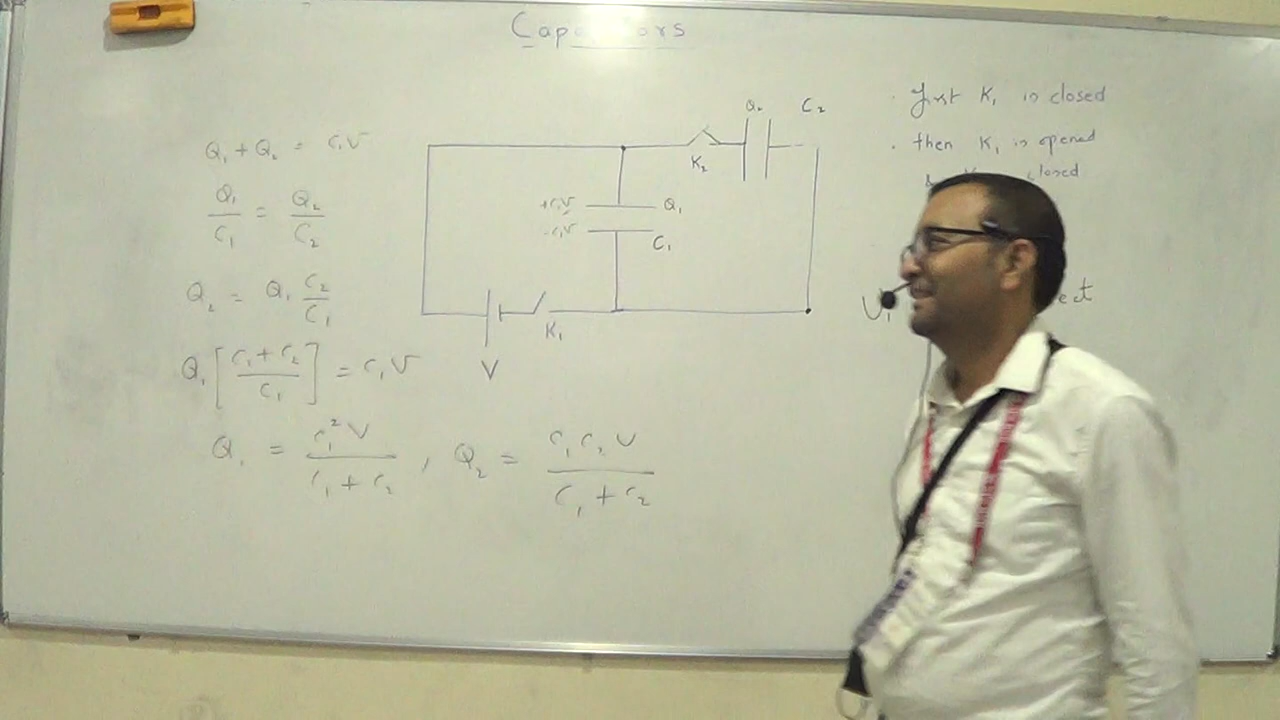 Capacitors
Q₁ + Q₂ = C₁V
Q₁/C₁ = Q₂/C₂
Q₂ = Q₁ C₂/C₁
Q₁ [(C₁ + C₂)/C₁] = C₁V
Q₁ = C₁²V/(C₁ + C₂) , Q₂ = C₁C₂V/(C₁ + C₂)
Q₂ C₂
K₂
+C₁V Q₁
-C₁V C₁
K₁
V
. First K₁ is closed
. then K₁ is opened
& closed